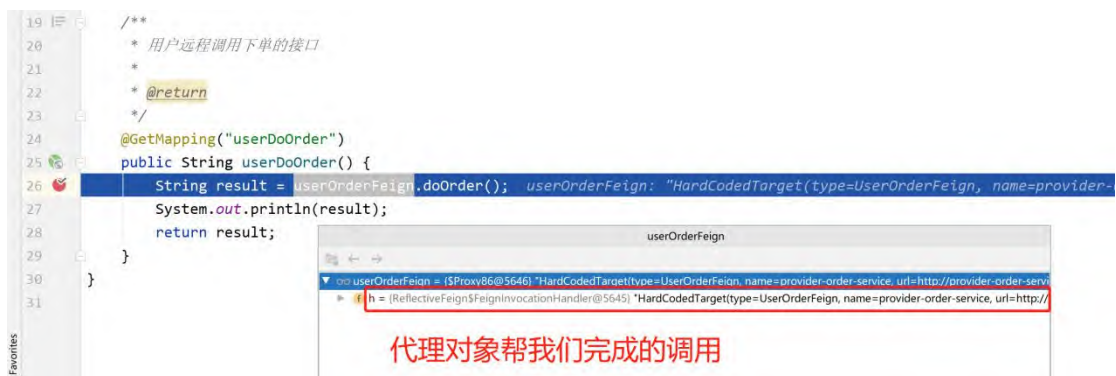 19 /**
20 * 用户远程调用下单的接口
21 *
22 * @return
23 */
24 @GetMapping("userDoOrder")
25 public String userDoOrder() {
26 String result = userOrderFeign.doOrder(); userOrderFeign: "HardCodedTarget(type=UserOrderFeign, name=provider-
27 System.out.println(result);
28 return result;
29 }
30 }
31
userOrderFeign
userOrderFeign = {$Proxy86@5646} "HardCodedTarget(type=UserOrderFeign, name=provider-order-service, url=http://provider-order-servi
h = {ReflectiveFeign$FeignInvocationHandler@5645} "HardCodedTarget(type=UserOrderFeign, name=provider-order-service, url=http://
代理对象帮我们完成的调用
Favorites